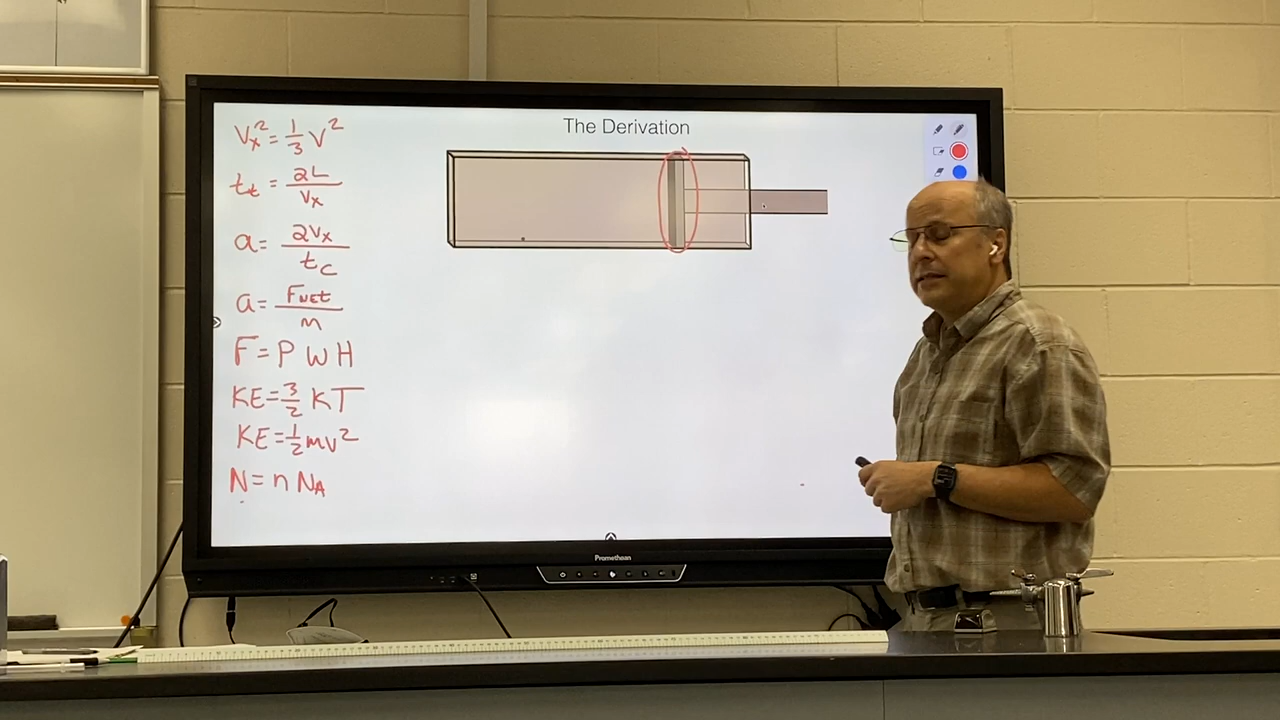 The Derivation
Vx² = 1/3 V²
tt = 2L/Vx
a = 2Vx/tc
a = FNet/m
F = P W H
KE = 3/2 KT
KE = 1/2 mv²
N = n NA
Promethean